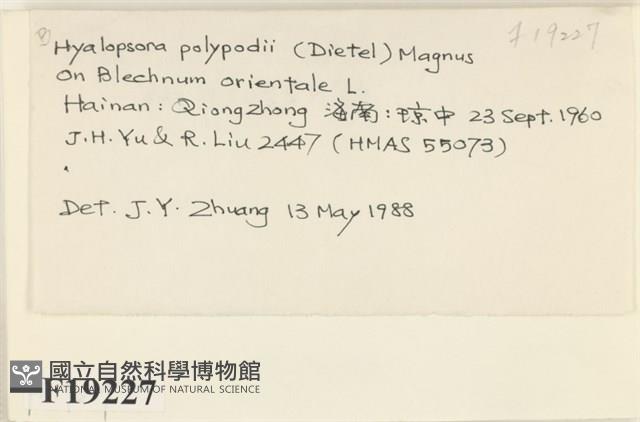 F19227
Hyalopsora polypodii (Dietel) Magnus
on Blechnum orientale L.
Hainan: Qiongzhong 海南:琼中 23 Sept. 1960
J.H. Yu & R. Liu 2447 (HMAS 55073)
Det. J.Y. Zhuang 13 May 1988
國立自然科學博物館
NATIONAL MUSEUM OF NATURAL SCIENCE
F19227